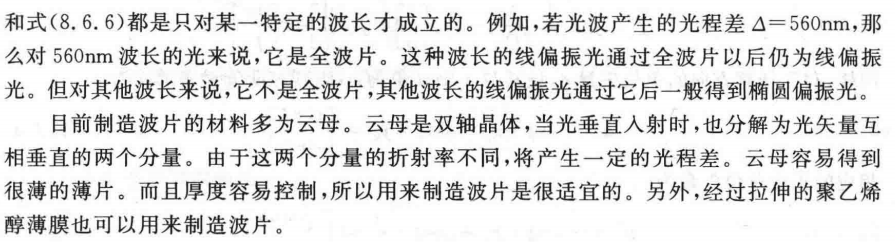 和式(8.6.6)都是只对某一特定的波长才成立的。例如,若光波产生的光程差 Δ=560nm,那
么对 560nm 波长的光来说,它是全波片。这种波长的线偏振光通过全波片以后仍为线偏振
光。但对其他波长来说,它不是全波片,其他波长的线偏振光通过它后一般得到椭圆偏振光。
目前制造波片的材料多为云母。云母是双轴晶体,当光垂直入射时,也分解为光矢量互
相垂直的两个分量。由于这两个分量的折射率不同,将产生一定的光程差。云母容易得到
很薄的薄片。而且厚度容易控制,所以用来制造波片是很适宜的。另外,经过拉伸的聚乙烯
醇薄膜也可以用来制造波片。